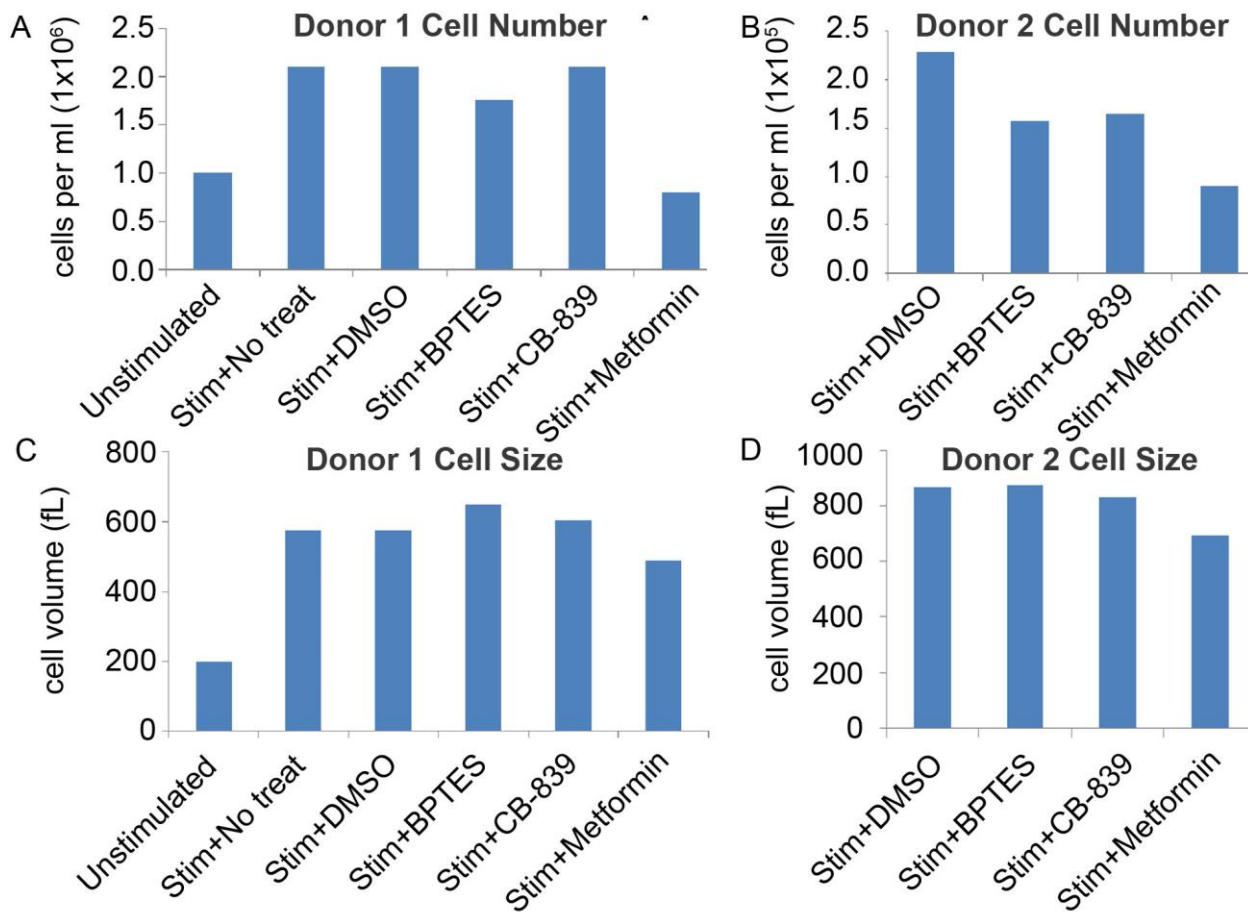 A
Donor 1 Cell Number
cells per ml (1x10⁶)
2.5
2.0
1.5
1.0
0.5
0.0
Unstimulated
Stim+No treat
Stim+DMSO
Stim+BPTES
Stim+CB-839
Stim+Metformin
B
Donor 2 Cell Number
cells per ml (1x10⁵)
2.5
2.0
1.5
1.0
0.5
0.0
Stim+DMSO
Stim+BPTES
Stim+CB-839
Stim+Metformin
C
Donor 1 Cell Size
cell volume (fL)
800
600
400
200
0
Unstimulated
Stim+No treat
Stim+DMSO
Stim+BPTES
Stim+CB-839
Stim+Metformin
D
Donor 2 Cell Size
cell volume (fL)
1000
800
600
400
200
0
Stim+DMSO
Stim+BPTES
Stim+CB-839
Stim+Metformin